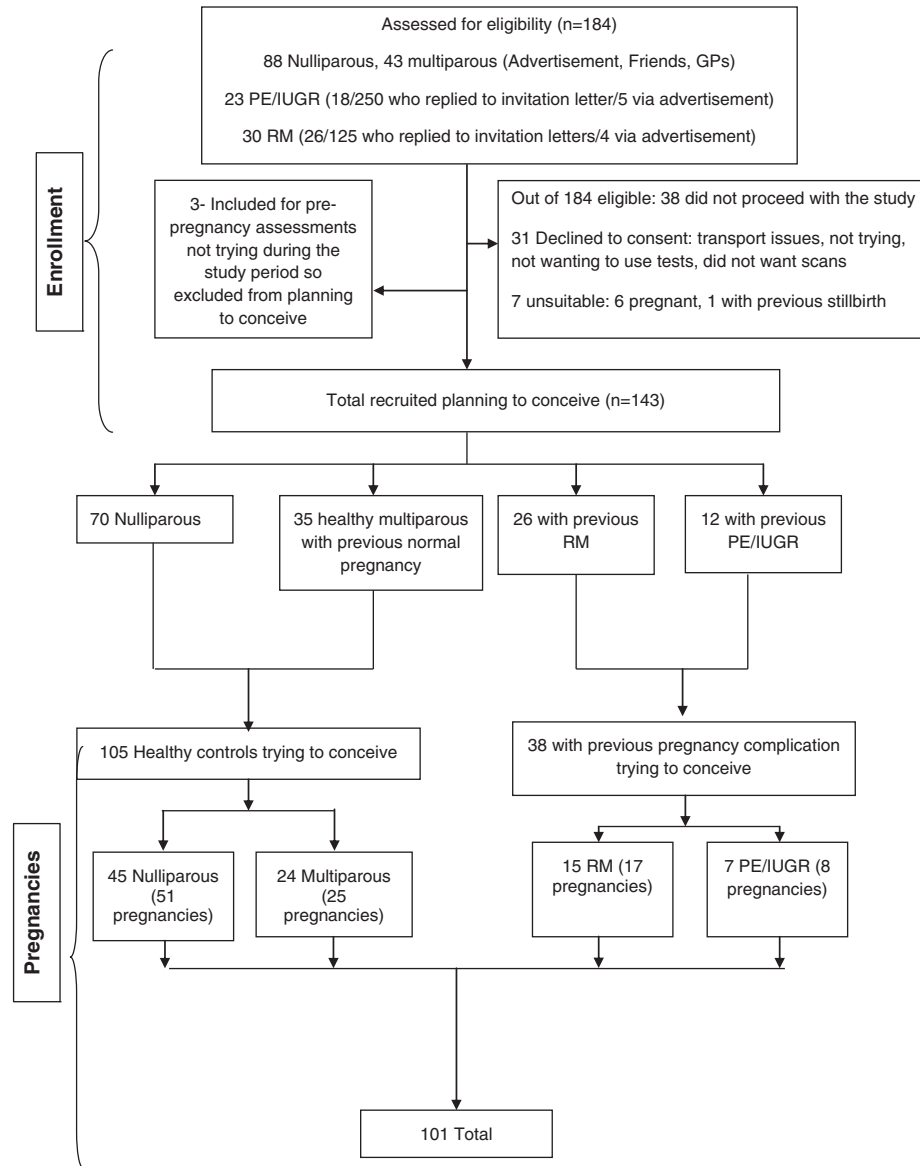 Assessed for eligibility (n=184)
88 Nulliparous, 43 multiparous (Advertisement, Friends, GPs)
23 PE/IUGR (18/250 who replied to invitation letter/5 via advertisement)
30 RM (26/125 who replied to invitation letters/4 via advertisement)
Enrollment
3- Included for pre-
pregnancy assessments
not trying during the
study period so
excluded from planning
to conceive
Out of 184 eligible: 38 did not proceed with the study
31 Declined to consent: transport issues, not trying,
not wanting to use tests, did not want scans
7 unsuitable: 6 pregnant, 1 with previous stillbirth
Total recruited planning to conceive (n=143)
70 Nulliparous
35 healthy multiparous
with previous normal
pregnancy
26 with previous
RM
12 with previous
PE/IUGR
105 Healthy controls trying to conceive
38 with previous pregnancy complication
trying to conceive
Pregnancies
45 Nulliparous
(51
pregnancies)
24 Multiparous
(25
pregnancies)
15 RM (17
pregnancies)
7 PE/IUGR (8
pregnancies)
101 Total